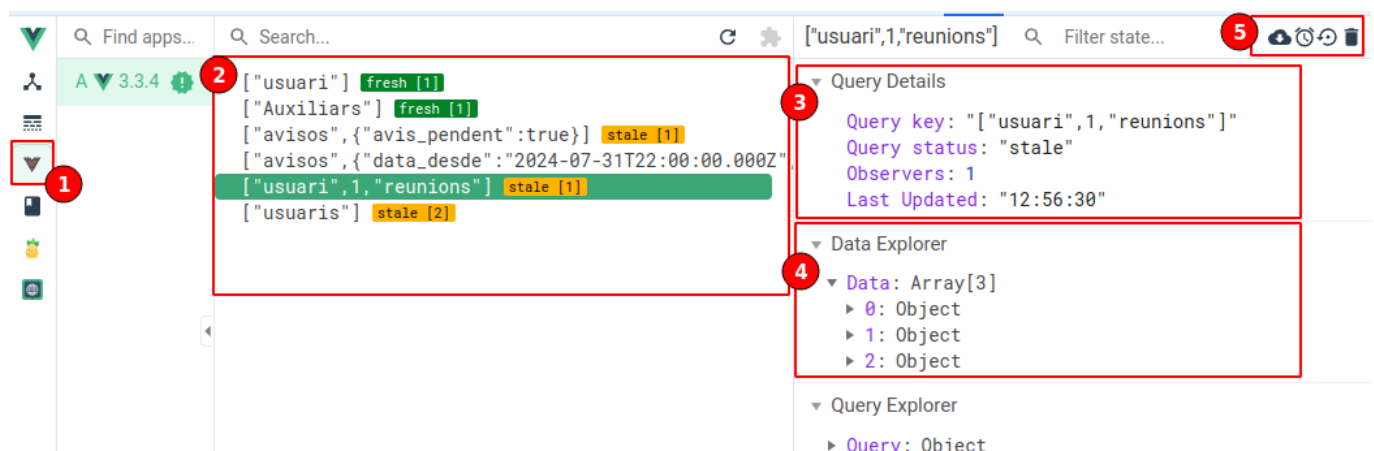 Find apps...
Search...
["usuari",1,"reunions"]
Filter state...
5
A 3.3.4
2
["usuari"] fresh [1]
["Auxiliars"] fresh [1]
["avisos",{"avis_pendent":true}] stale [1]
["avisos",{"data_desde":"2024-07-31T22:00:00.000Z"
["usuari",1,"reunions"] stale [1]
["usuaris"] stale [2]
1
3
Query Details
Query key: "["usuari",1,"reunions"]"
Query status: "stale"
Observers: 1
Last Updated: "12:56:30"
4
Data Explorer
Data: Array[3]
0: Object
1: Object
2: Object
Query Explorer
Query: Object